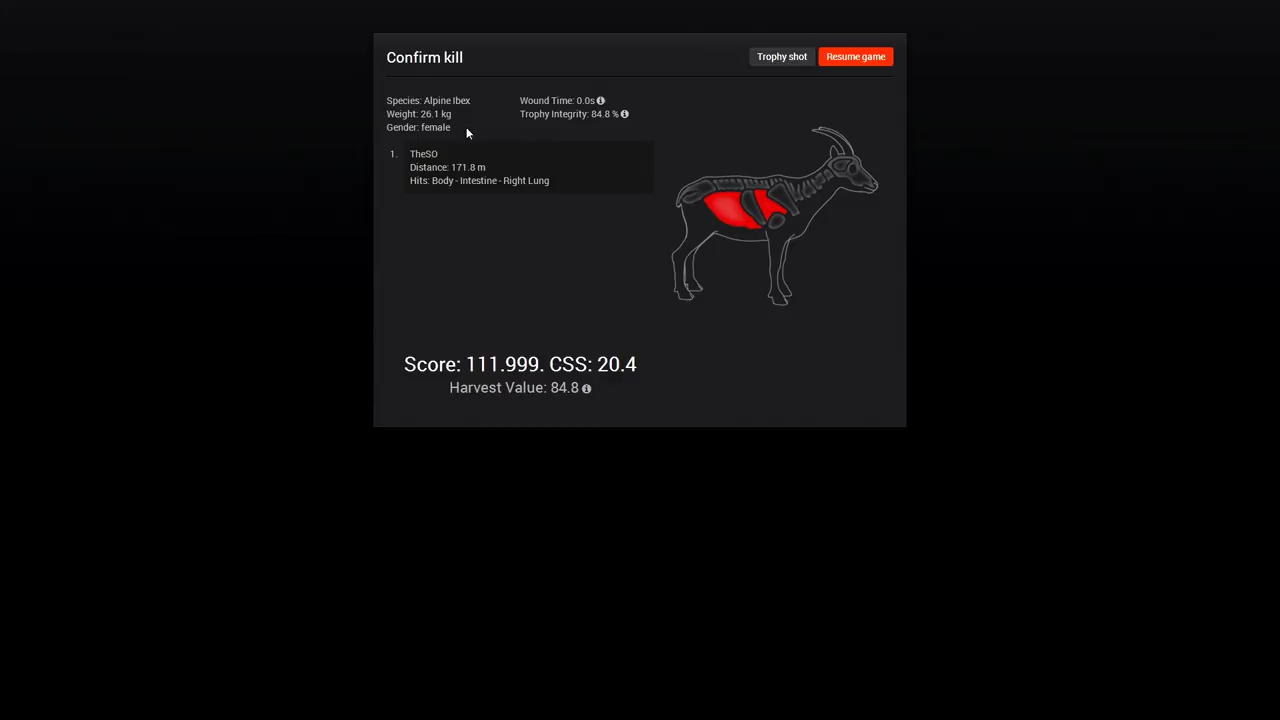 Confirm kill
Trophy shot
Resume game
Species: Alpine Ibex
Weight: 26.1 kg
Gender: female
Wound Time: 0.0s
Trophy Integrity: 84.8 %
1.
TheSO
Distance: 171.8 m
Hits: Body - Intestine - Right Lung
Score: 111.999. CSS: 20.4
Harvest Value: 84.8